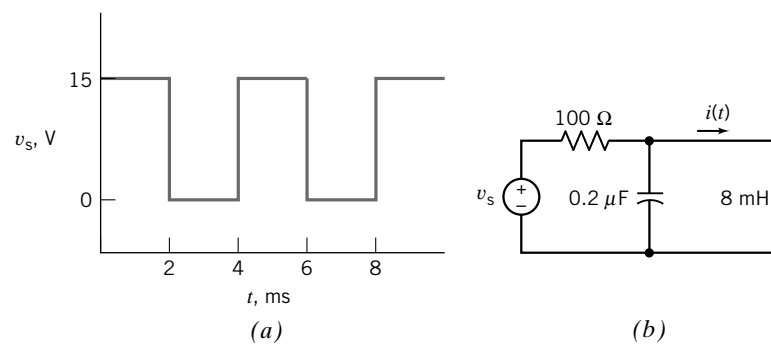 15
v_s, V
0
2 4 6 8
t, ms
(a)
i(t)
100 Ω
v_s
+
−
0.2 μF
8 mH
(b)